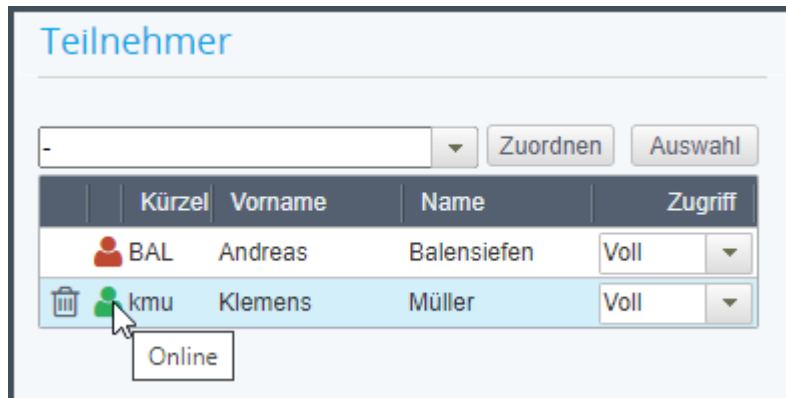 Teilnehmer
- Zuordnen Auswahl
Kürzel Vorname Name Zugriff
BAL Andreas Balensiefen Voll
kmu Klemens Müller Voll
Online